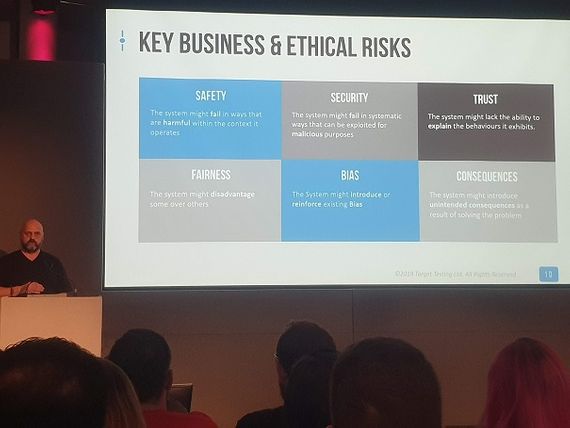 KEY BUSINESS & ETHICAL RISKS
SAFETY
The system might fail in ways that
are harmful within the context it
operates
SECURITY
The system might fail in systematic
ways that can be exploited for
malicious purposes
TRUST
The system might lack the ability to
explain the behaviours it exhibits.
FAIRNESS
The system might disadvantage
some over others
BIAS
The System might introduce or
reinforce existing Bias
CONSEQUENCES
The system might introduce
unintended consequences as a
result of solving the problem
Testing Ltd. All Rights Reserved
10